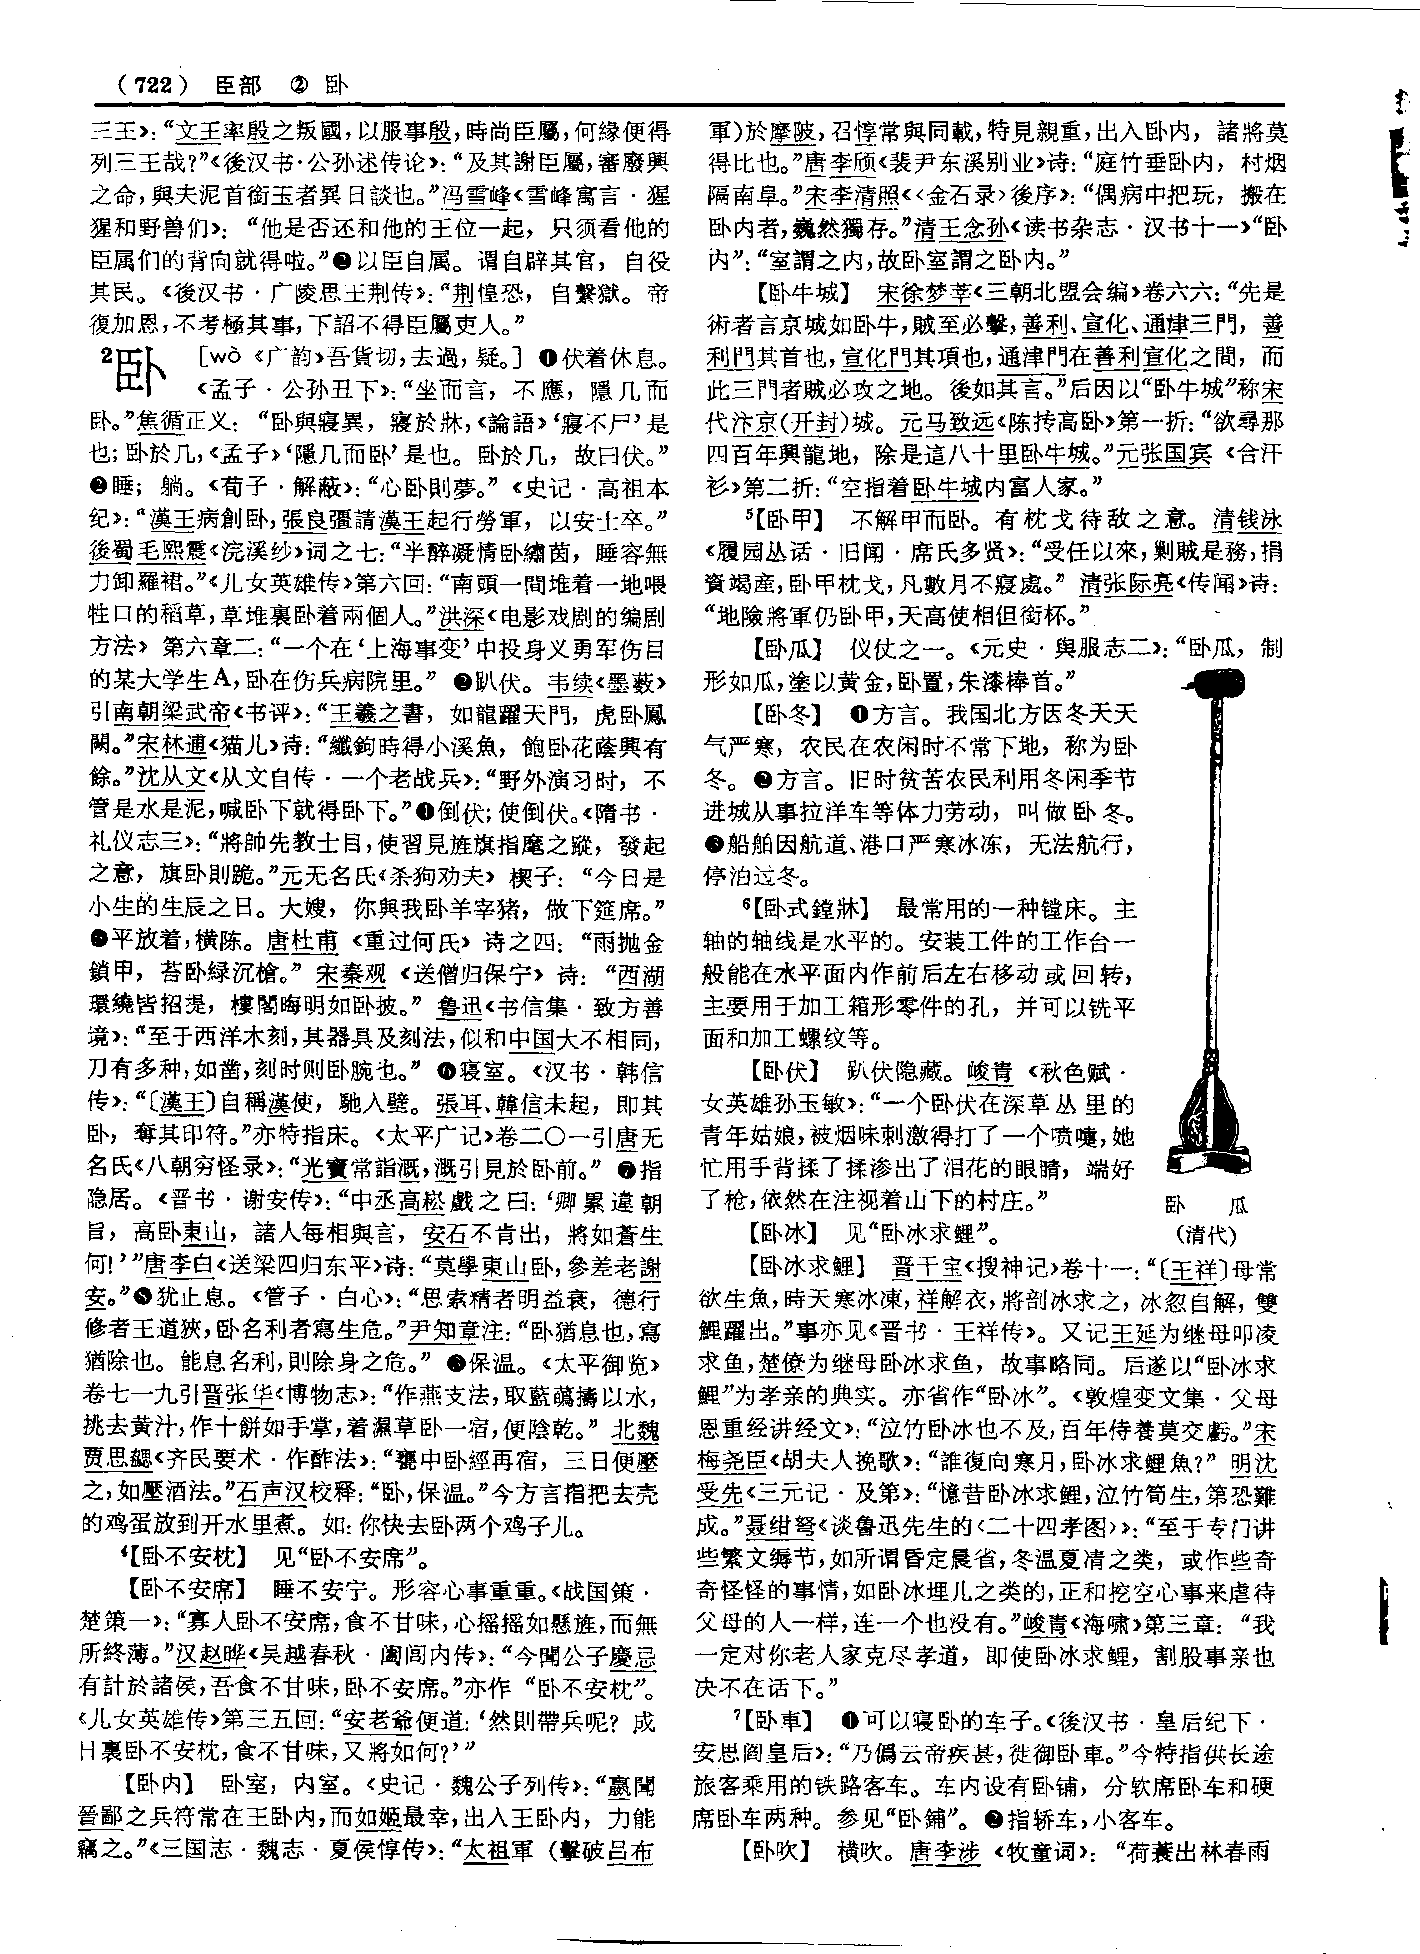 （722） 臣部 ② 卧
三王》：“文王率殷之叛國，以服事殷，時尚臣屬，何緣便得
列三王哉?”《後汉书·公孙述传论》：“及其謝臣屬，審廢興
之命，與夫泥首銜玉者異日談也。”冯雪峰《雪峰寓言·猩
猩和野兽们》：“他是否还和他的王位一起，只须看他的
臣属们的背向就得啦。”❷以臣自属。谓自辟其官，自役
其民。《後汉书·广陵思王荆传》：“荆惶恐，自繫獄。帝
復加恩，不考極其事，下詔不得臣屬吏人。”
²卧 ［wò 《广韵》吾貨切，去過，疑。］❶伏着休息。
《孟子·公孙丑下》：“坐而言，不應，隱几而
卧。”焦循正义：“卧與寢異，寢於牀，《論語》‘寢不尸’是
也；卧於几，《孟子》‘隱几而卧’是也。卧於几，故曰伏。”
❷睡；躺。《荀子·解蔽》：“心卧則夢。”《史记·高祖本
纪》：“漢王病創卧，張良彊請漢王起行勞軍，以安士卒。”
後蜀毛熙震《浣溪纱》词之七：“半醉凝情卧繡茵，睡容無
力卸羅裙。”《儿女英雄传》第六回：“南頭一間堆着一地喂
牲口的稻草，草堆裏卧着兩個人。”洪深《电影戏剧的编剧
方法》第六章二：“一个在‘上海事变’中投身义勇军伤目
的某大学生A，卧在伤兵病院里。”❸趴伏。韦续《墨薮》
引南朝梁武帝《书评》：“王羲之書，如龍躍天門，虎卧鳳
闕。”宋林逋《猫儿》诗：“纖鉤時得小溪魚，飽卧花蔭興有
餘。”沈从文《从文自传·一个老战兵》：“野外演习时，不
管是水是泥，喊卧下就得卧下。”❹倒伏；使倒伏。《隋书·
礼仪志三》：“將帥先教士目，使習見旌旗指麾之蹤，發起
之意，旗卧則跪。”元无名氏《杀狗劝夫》楔子：“今日是
小生的生辰之日。大嫂，你與我卧羊宰猪，做下筵席。”
❺平放着，横陈。唐杜甫《重过何氏》诗之四：“雨抛金
鎖甲，苔卧緑沉槍。”宋秦观《送僧归保宁》诗：“西湖
環繞皆招提，樓閣晦明如卧披。”鲁迅《书信集·致方善
境》：“至于西洋木刻，其器具及刻法，似和中国大不相同，
刀有多种，如凿，刻时则卧腕也。”❻寝室。《汉书·韩信
传》：“〔漢王〕自稱漢使，馳入壁。張耳、韓信未起，即其
卧，奪其印符。”亦特指床。《太平广记》卷二〇一引唐无
名氏《八朝穷怪录》：“光寶常詣溉，溉引見於卧前。”❼指
隐居。《晋书·谢安传》：“中丞高崧戲之曰：‘卿累違朝
旨，高卧東山，諸人每相與言，安石不肯出，將如蒼生
何!’”唐李白《送梁四归东平》诗：“莫學東山卧，參差老謝
安。”❽犹止息。《管子·白心》：“思索精者明益衰，德行
修者王道狹，卧名利者寫生危。”尹知章注：“卧猶息也，寫
猶除也。能息名利，則除身之危。”❾保温。《太平御览》
卷七一九引晋张华《博物志》：“作燕支法，取藍蔿擣以水，
挑去黄汁，作十餅如手掌，着濕草卧一宿，便陰乾。”北魏
贾思勰《齐民要术·作酢法》：“甕中卧經再宿，三日便壓
之，如壓酒法。”石声汉校释：“卧，保温。”今方言指把去壳
的鸡蛋放到开水里煮。如：你快去卧两个鸡子儿。
⁴【卧不安枕】 见“卧不安席”。
【卧不安席】 睡不安宁。形容心事重重。《战国策·
楚策一》：“寡人卧不安席，食不甘味，心摇摇如懸旌，而無
所終薄。”汉赵晔《吴越春秋·阖闾内传》：“今聞公子慶忌
有計於諸侯，吾食不甘味，卧不安席。”亦作“卧不安枕”。
《儿女英雄传》第三五回：“安老爺便道：‘然則帶兵呢? 成
日裏卧不安枕，食不甘味，又將如何?’”
【卧内】 卧室，内室。《史记·魏公子列传》：“嬴聞
晉鄙之兵符常在王卧内，而如姬最幸，出入王卧内，力能
竊之。”《三国志·魏志·夏侯惇传》：“太祖軍（擊破吕布
軍）於摩陂，召惇常與同載，特見親重，出入卧内，諸將莫
得比也。”唐李颀《裴尹东溪别业》诗：“庭竹垂卧内，村烟
隔南阜。”宋李清照《〈金石录〉後序》：“偶病中把玩，搬在
卧内者，巍然獨存。”清王念孙《读书杂志·汉书十一》“卧
内”：“室謂之内，故卧室謂之卧内。”
【卧牛城】 宋徐梦莘《三朝北盟会编》卷六六：“先是
術者言京城如卧牛，賊至必擊，善利、宣化、通津三門，善
利門其首也，宣化門其項也，通津門在善利宣化之間，而
此三門者賊必攻之地。後如其言。”后因以“卧牛城”称宋
代汴京（开封）城。元马致远《陈抟高卧》第一折：“欲尋那
四百年興龍地，除是這八十里卧牛城。”元张国宾《合汗
衫》第二折：“空指着卧牛城内富人家。”
⁵【卧甲】 不解甲而卧。有枕戈待敌之意。清钱泳
《履园丛话·旧闻·席氏多贤》：“受任以來，剿賊是務，捐
資竭産，卧甲枕戈，凡數月不寢處。”清张际亮《传闻》诗：
“地險將軍仍卧甲，天高使相但銜杯。”
【卧瓜】 仪仗之一。《元史·舆服志二》：“卧瓜，制
形如瓜，塗以黄金，卧置，朱漆棒首。”
【卧冬】 ❶方言。我国北方因冬天天
气严寒，农民在农闲时不常下地，称为卧
冬。❷方言。旧时贫苦农民利用冬闲季节
进城从事拉洋车等体力劳动，叫做卧冬。
❸船舶因航道、港口严寒冰冻，无法航行，
停泊过冬。
⁶【卧式鏜牀】 最常用的一种镗床。主
轴的轴线是水平的。安装工件的工作台一
般能在水平面内作前后左右移动或回转，
主要用于加工箱形零件的孔，并可以铣平
面和加工螺纹等。
【卧伏】 趴伏隐藏。峻青《秋色赋·
女英雄孙玉敏》：“一个卧伏在深草丛里的
青年姑娘，被烟味刺激得打了一个喷嚏，她
忙用手背揉了揉渗出了泪花的眼睛，端好
了枪，依然在注视着山下的村庄。”
卧 瓜
（清代）
【卧冰】 见“卧冰求鲤”。
【卧冰求鯉】 晋干宝《搜神记》卷十一：“〔王祥〕母常
欲生魚，時天寒冰凍，祥解衣，將剖冰求之，冰忽自解，雙
鯉躍出。”事亦见《晋书·王祥传》。又记王延为继母叩凌
求鱼，楚僚为继母卧冰求鱼，故事略同。后遂以“卧冰求
鲤”为孝亲的典实。亦省作“卧冰”。《敦煌变文集·父母
恩重经讲经文》：“泣竹卧冰也不及，百年侍養莫交虧。”宋
梅尧臣《胡夫人挽歌》：“誰復向寒月，卧冰求鯉魚?”明沈
受先《三元记·及第》：“憶昔卧冰求鲤，泣竹筍生，第恐難
成。”聂绀弩《谈鲁迅先生的〈二十四孝图〉》：“至于专门讲
些繁文缛节，如所谓昏定晨省，冬温夏凊之类，或作些奇
奇怪怪的事情，如卧冰埋儿之类的，正和挖空心事来虐待
父母的人一样，连一个也没有。”峻青《海啸》第三章：“我
一定对你老人家克尽孝道，即使卧冰求鲤，割股事亲也
决不在话下。”
⁷【卧車】 ❶可以寝卧的车子。《後汉书·皇后纪下·
安思阎皇后》：“乃僞云帝疾甚，徙御卧車。”今特指供长途
旅客乘用的铁路客车。车内设有卧铺，分软席卧车和硬
席卧车两种。参见“卧鋪”。❷指轿车，小客车。
【卧吹】 横吹。唐李涉《牧童词》：“荷蓑出林春雨